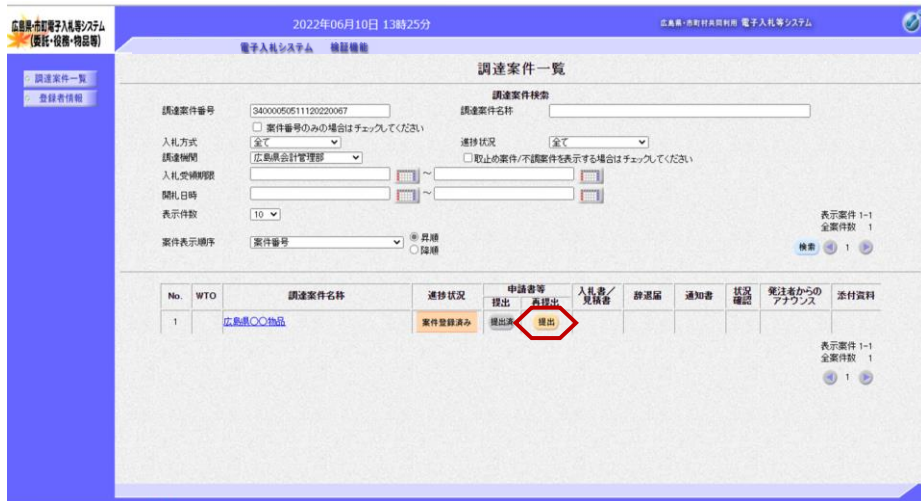 広島県・市町電子入札等システム
(委託・役務・物品等)
2022年06月10日 13時25分
広島県・市町村共同利用 電子入札等システム
電子入札システム 検証機能
調達案件一覧
登録者情報
調達案件一覧
調達案件検索
調達案件番号 34000050511120220067 調達案件名称
案件番号のみの場合はチェックしてください
入札方式 全て 進捗状況 全て
調達機関 広島県会計管理部 取止め案件/不調案件を表示する場合はチェックしてください
入札受領期限 ~
開札日時 ~
表示件数 10
表示案件 1-1
全案件数 1
案件表示順序 案件番号 昇順
降順
検索 1
No. WTO 調達案件名称 進捗状況 申請書等 入札書/見積書 辞退届 通知書 状況確認 発注者からのアナウンス 添付資料
提出 再提出
1 広島県〇〇物品 案件登録済み 提出済 提出
表示案件 1-1
全案件数 1
1